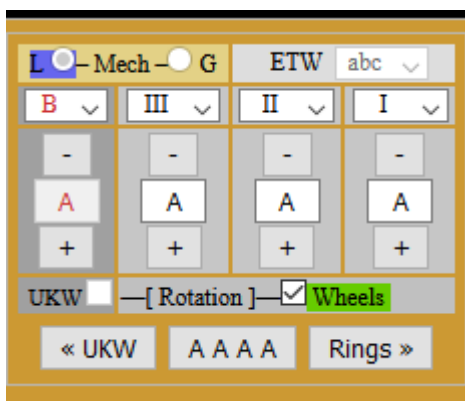 L – Mech – G ETW abc
B III II I
- - - -
A A A A
+ + + +
UKW —[ Rotation ]— Wheels
« UKW A A A A Rings »